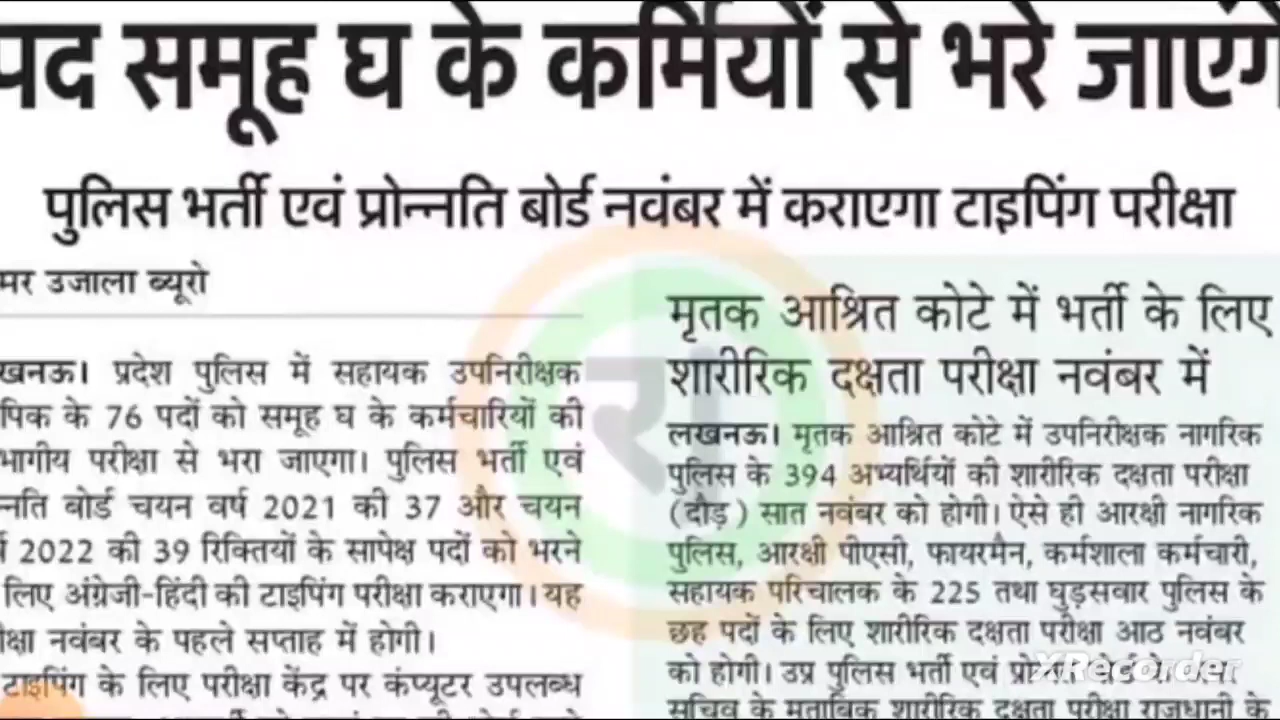 पद समूह घ के कर्मियों से भरे जाएंगे
पुलिस भर्ती एवं प्रोन्नति बोर्ड नवंबर में कराएगा टाइपिंग परीक्षा
मर उजाला ब्यूरो
खनऊ। प्रदेश पुलिस में सहायक उपनिरीक्षक
पिक के 76 पदों को समूह घ के कर्मचारियों की
भागीय परीक्षा से भरा जाएगा। पुलिस भर्ती एवं
न्नति बोर्ड चयन वर्ष 2021 की 37 और चयन
र्ष 2022 की 39 रिक्तियों के सापेक्ष पदों को भरने
लिए अंग्रेजी-हिंदी की टाइपिंग परीक्षा कराएगा। यह
ीक्षा नवंबर के पहले सप्ताह में होगी।
टाइपिंग के लिए परीक्षा केंद्र पर कंप्यूटर उपलब्ध
मृतक आश्रित कोटे में भर्ती के लिए
शारीरिक दक्षता परीक्षा नवंबर में
लखनऊ। मृतक आश्रित कोटे में उपनिरीक्षक नागरिक
पुलिस के 394 अभ्यर्थियों की शारीरिक दक्षता परीक्षा
(दौड़ ) सात नवंबर को होगी। ऐसे ही आरक्षी नागरिक
पुलिस, आरक्षी पीएसी, फायरमैन, कर्मशाला कर्मचारी,
सहायक परिचालक के 225 तथा घुड़सवार पुलिस के
छह पदों के लिए शारीरिक दक्षता परीक्षा आठ नवंबर
को होगी। उप्र पुलिस भर्ती एवं
सचिव के मुताबिक शारीरिक दक्षता परीक्षा राजधानी के
रा
XRecorder